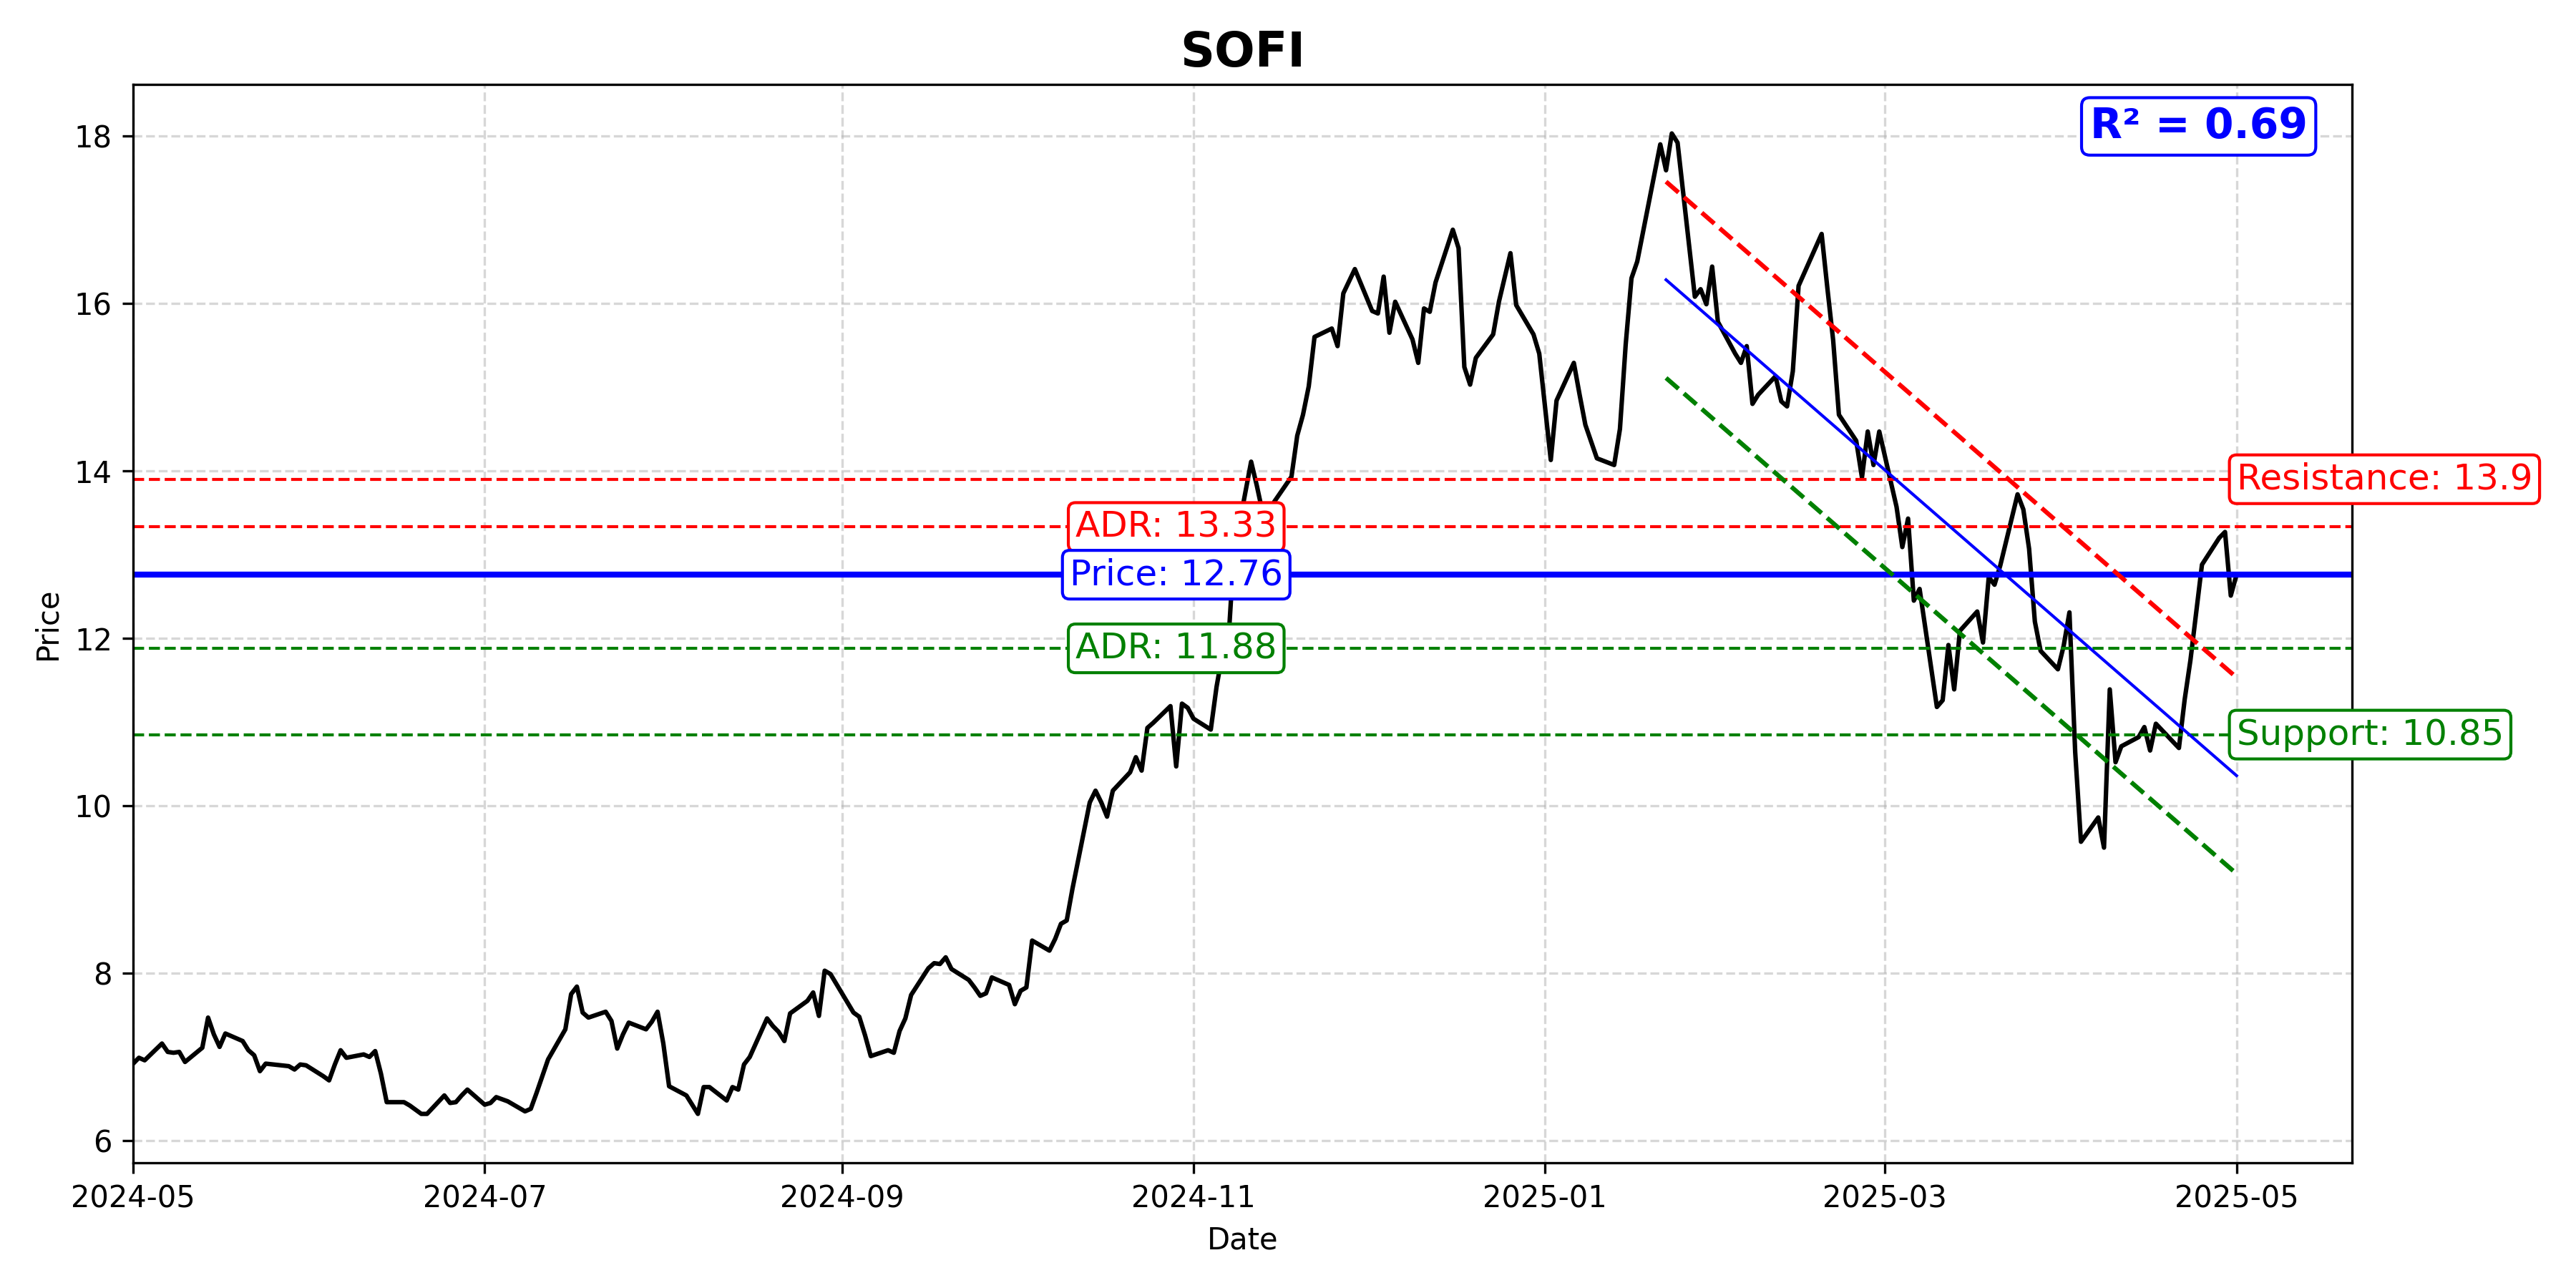 SOFI
R² = 0.69
18
16
14
12
10
8
6
Price
Resistance: 13.9
ADR: 13.33
Price: 12.76
ADR: 11.88
Support: 10.85
2024-05
2024-07
2024-09
2024-11
2025-01
2025-03
2025-05
Date